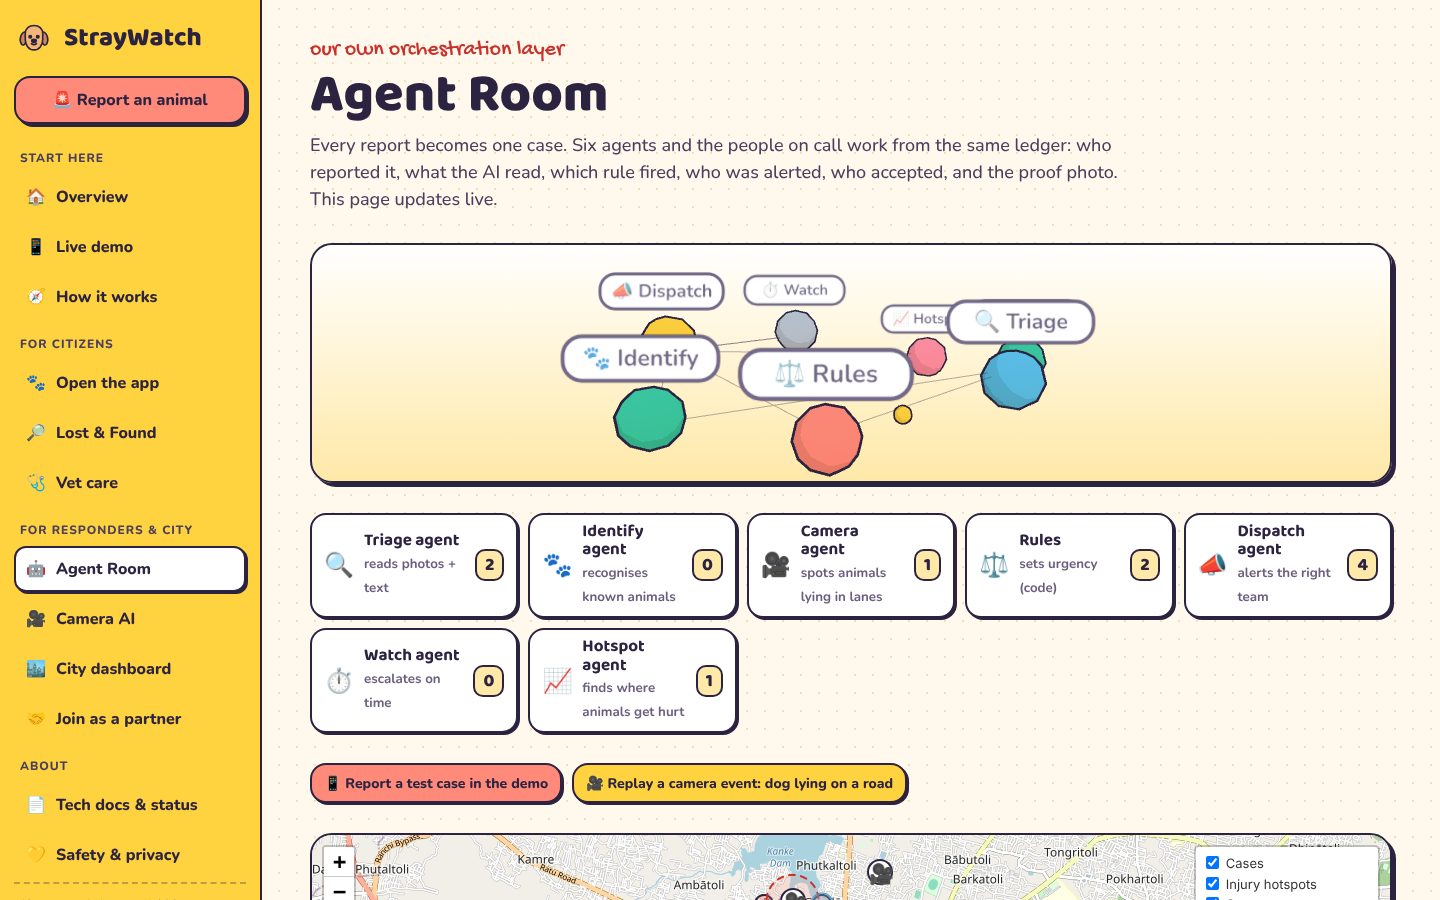 StrayWatch
Report an animal
START HERE
Overview
Live demo
How it works
FOR CITIZENS
Open the app
Lost & Found
Vet care
FOR RESPONDERS & CITY
Agent Room
Camera AI
City dashboard
Join as a partner
ABOUT
Tech docs & status
Safety & privacy
our own orchestration layer
Agent Room
Every report becomes one case. Six agents and the people on call work from the same ledger: who
reported it, what the AI read, which rule fired, who was alerted, who accepted, and the proof photo.
This page updates live.
Dispatch
Watch
Hots
Triage
Identify
Rules
Triage agent
reads photos +
text
2
Identify
agent
recognises
known animals
0
Camera
agent
spots animals
lying in lanes
1
Rules
sets urgency
(code)
2
Dispatch
agent
alerts the right
team
4
Watch agent
escalates on
time
0
Hotspot
agent
finds where
animals get hurt
1
Report a test case in the demo
Replay a camera event: dog lying on a road
+
−
Phutaltoli
Ranchi Bypass
Kamre
Ratu Road
Ambātoli
Kanke
Dam
Phutkaltoli
Bābutoli
Barkatoli
Tongritoli
Pokhartoli
Cases
Injury hotspots